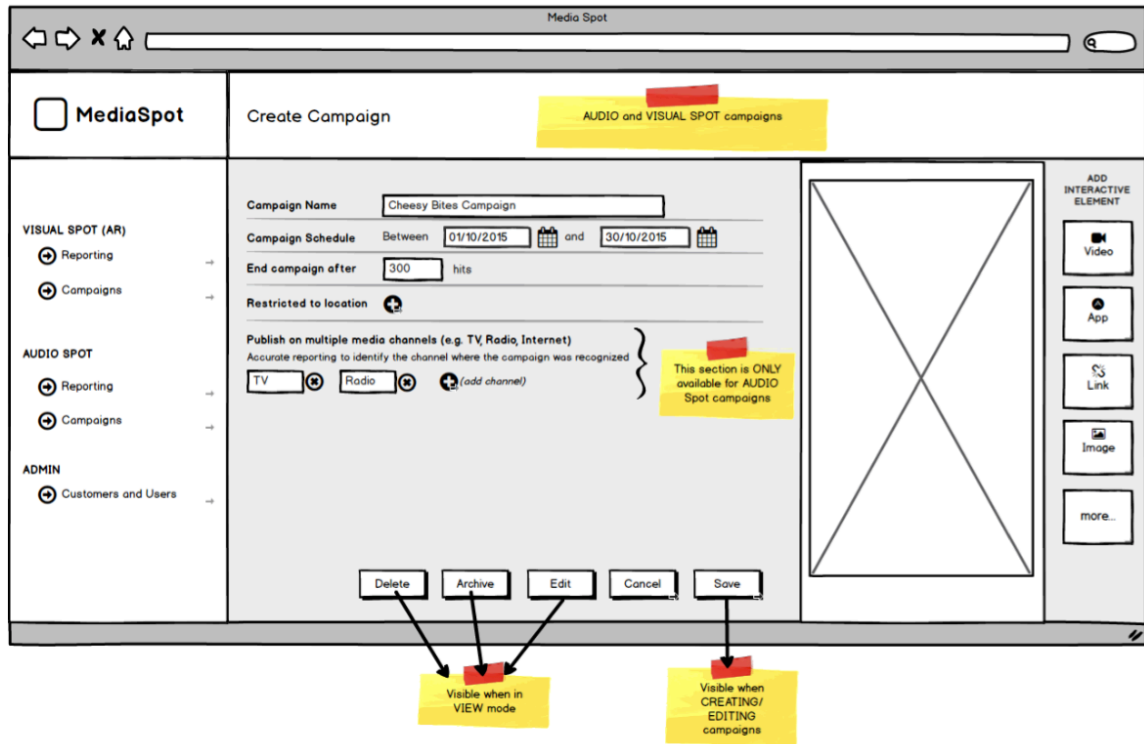 Media Spot
MediaSpot
Create Campaign
AUDIO and VISUAL SPOT campaigns
VISUAL SPOT (AR)
Reporting
Campaigns
AUDIO SPOT
Reporting
Campaigns
ADMIN
Customers and Users
Campaign Name Cheesy Bites Campaign
Campaign Schedule Between 01/10/2015 and 30/10/2015
End campaign after 300 hits
Restricted to location
Publish on multiple media channels (e.g. TV, Radio, Internet)
Accurate reporting to identify the channel where the campaign was recognized
TV Radio (add channel)
This section is ONLY
available for AUDIO
Spot campaigns
Delete Archive Edit Cancel Save
ADD
INTERACTIVE
ELEMENT
Video
App
Link
Image
more...
Visible when in
VIEW mode
Visible when
CREATING/
EDITING
campaigns